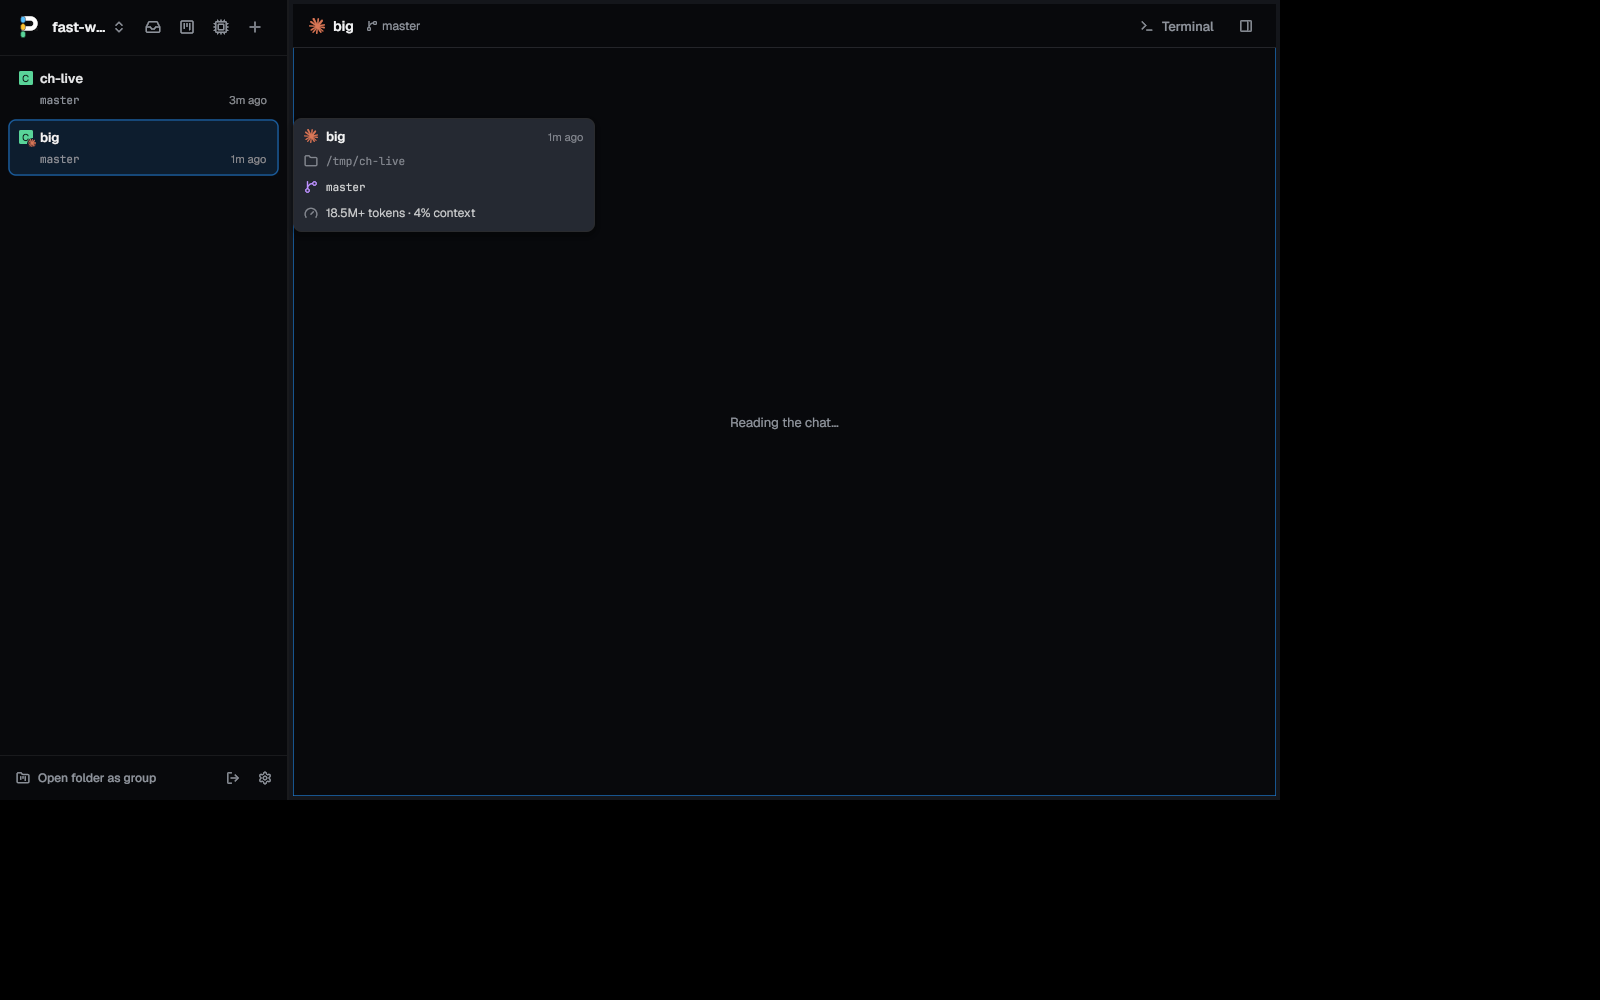 fast-w...
ch-live
master
3m ago
big
master
1m ago
Open folder as group
big
master
Terminal
big
1m ago
/tmp/ch-live
master
18.5M+ tokens · 4% context
Reading the chat...